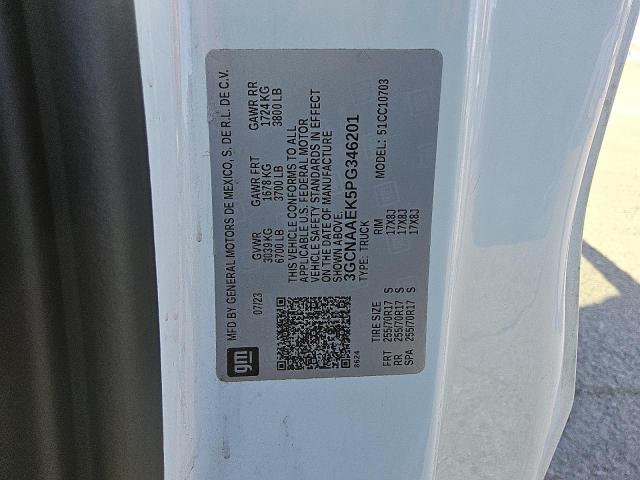 gm
MFD BY GENERAL MOTORS DE MEXICO, S. DE R.L. DE C.V.
07/23
GVWR GAWR FRT GAWR RR
3039 KG 1678 KG 1724 KG
6700 LB 3700 LB 3800 LB
THIS VEHICLE CONFORMS TO ALL
APPLICABLE U.S. FEDERAL MOTOR
VEHICLE SAFETY STANDARDS IN EFFECT
ON THE DATE OF MANUFACTURE
SHOWN ABOVE.
3GCNAAEK5PG346201
TYPE: TRUCK MODEL: 51CC10703
8624
TIRE SIZE RIM
FRT 255/70R17 S 17X8J
RR 255/70R17 S 17X8J
SPA 255/70R17 S 17X8J